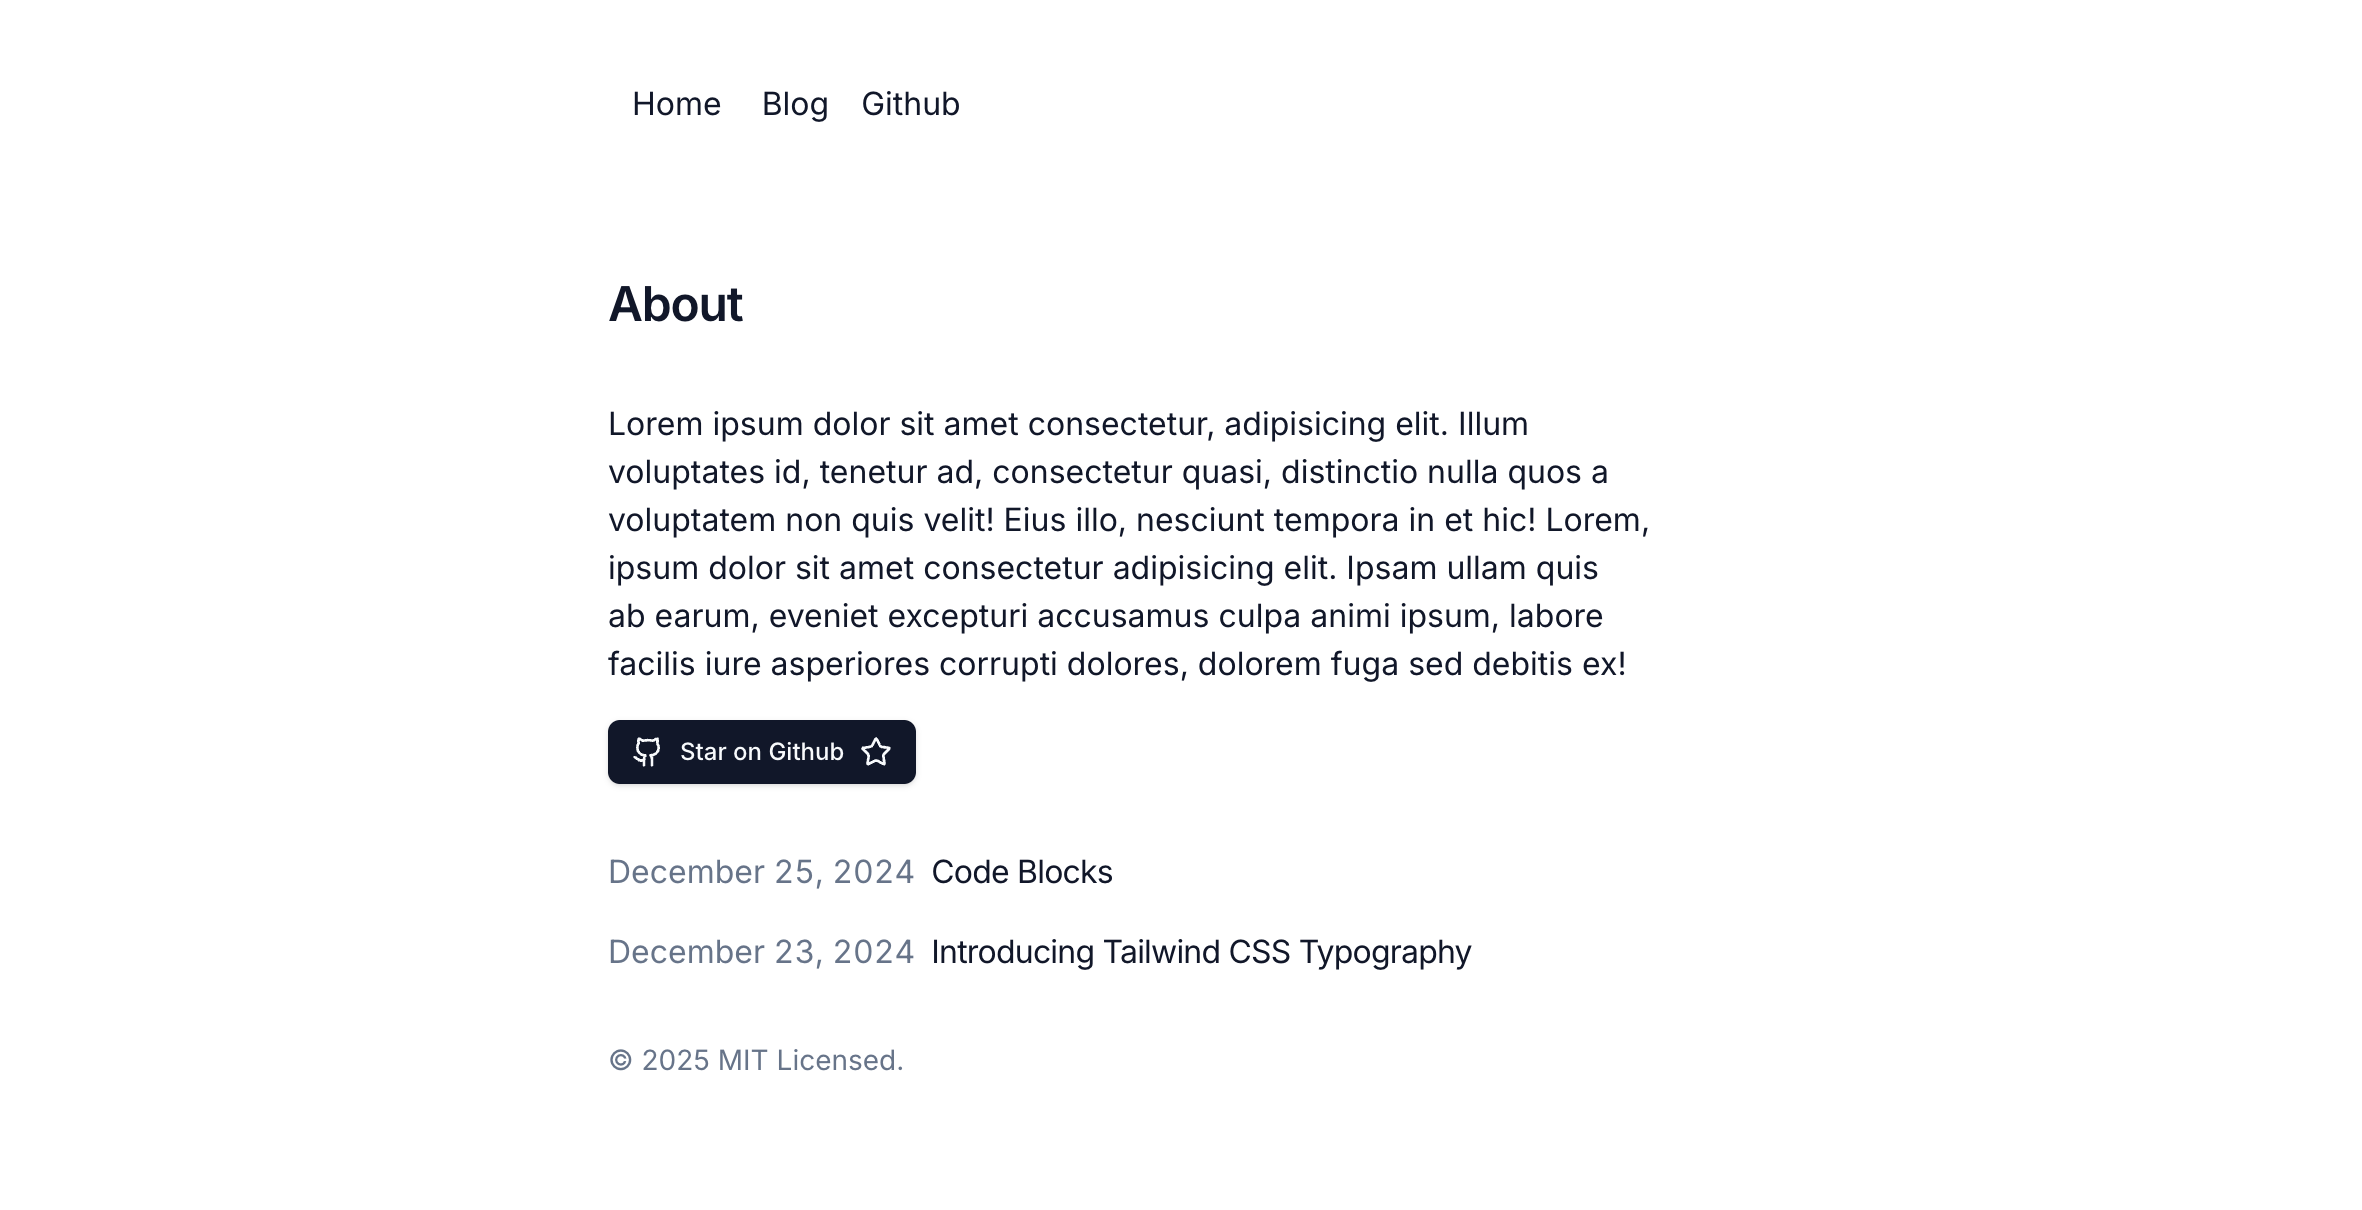 Home Blog Github
About
Lorem ipsum dolor sit amet consectetur, adipisicing elit. Illum
voluptates id, tenetur ad, consectetur quasi, distinctio nulla quos a
voluptatem non quis velit! Eius illo, nesciunt tempora in et hic! Lorem,
ipsum dolor sit amet consectetur adipisicing elit. Ipsam ullam quis
ab earum, eveniet excepturi accusamus culpa animi ipsum, labore
facilis iure asperiores corrupti dolores, dolorem fuga sed debitis ex!
Star on Github
December 25, 2024 Code Blocks
December 23, 2024 Introducing Tailwind CSS Typography
© 2025 MIT Licensed.